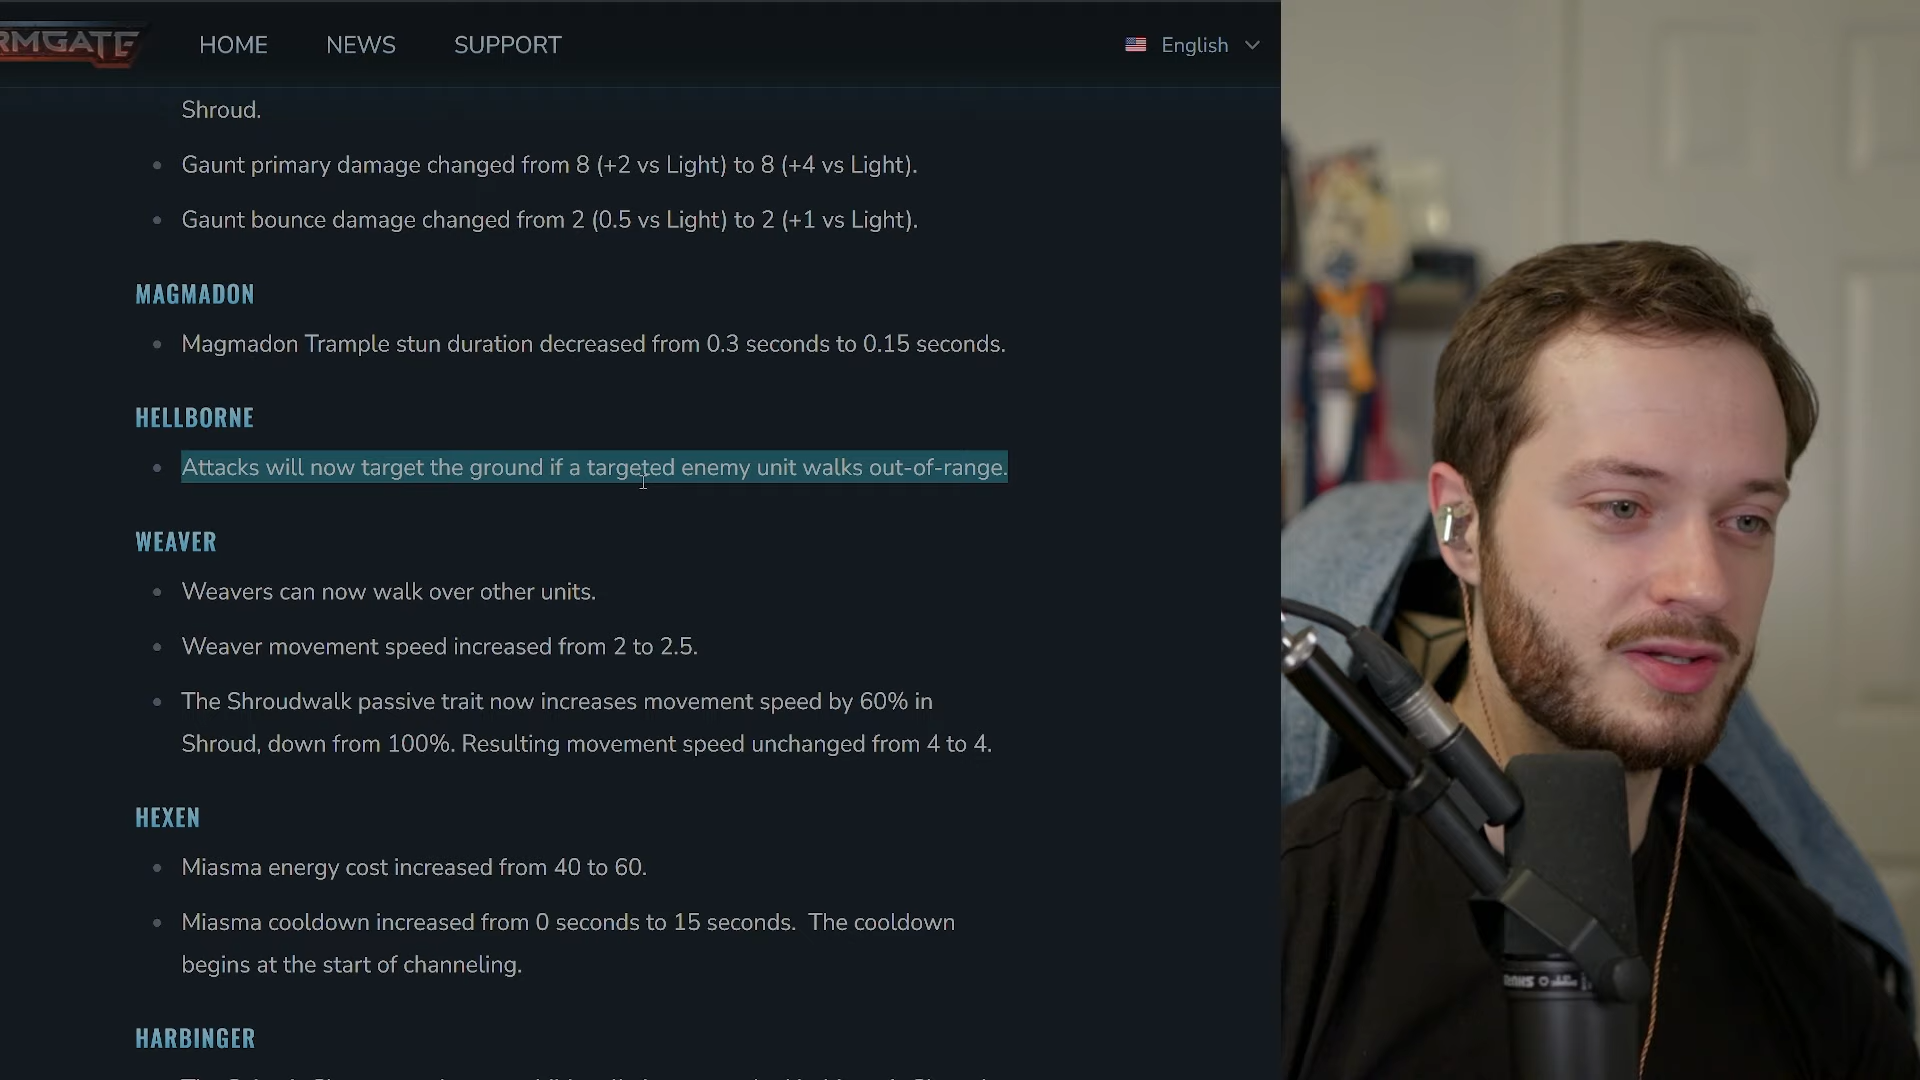 RMGATE HOME NEWS SUPPORT English
Shroud.
Gaunt primary damage changed from 8 (+2 vs Light) to 8 (+4 vs Light).
Gaunt bounce damage changed from 2 (0.5 vs Light) to 2 (+1 vs Light).
MAGMADON
Magmadon Trample stun duration decreased from 0.3 seconds to 0.15 seconds.
HELLBORNE
Attacks will now target the ground if a targeted enemy unit walks out-of-range.
WEAVER
Weavers can now walk over other units.
Weaver movement speed increased from 2 to 2.5.
The Shroudwalk passive trait now increases movement speed by 60% in
Shroud, down from 100%. Resulting movement speed unchanged from 4 to 4.
HEXEN
Miasma energy cost increased from 40 to 60.
Miasma cooldown increased from 0 seconds to 15 seconds.  The cooldown
begins at the start of channeling.
HARBINGER